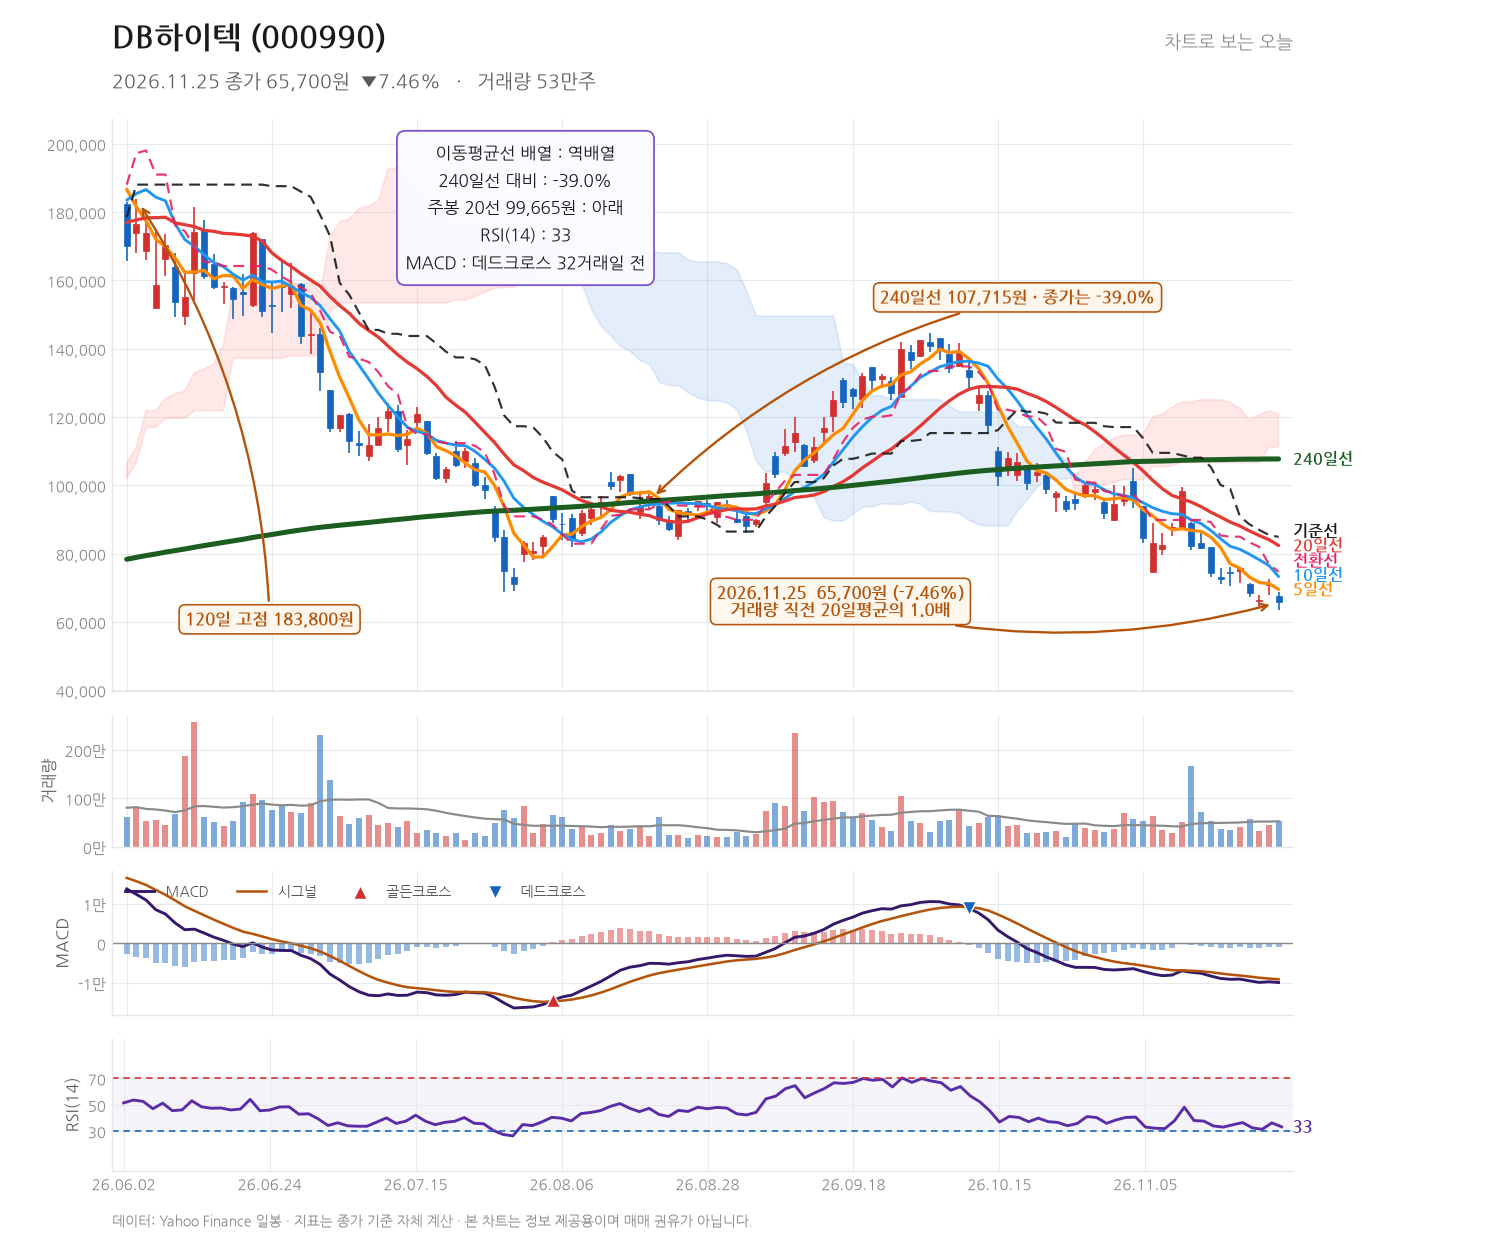 DB하이텍 (000990)
차트로 보는 오늘
2026.11.25 종가 65,700원 ▼7.46% · 거래량 53만주
이동평균선 배열 : 역배열
240일선 대비 : -39.0%
주봉 20선 99,665원 : 아래
RSI(14) : 33
MACD : 데드크로스 32거래일 전
240일선 107,715원 · 종가는 -39.0%
120일 고점 183,800원
2026.11.25 65,700원 (-7.46%)
거래량 직전 20일평균의 1.0배
200,000
180,000
160,000
140,000
120,000
100,000
80,000
60,000
40,000
240일선
기준선
20일선
전환선
10일선
5일선
거래량
200만
100만
0만
MACD
시그널
골든크로스
데드크로스
MACD
1만
0
-1만
RSI(14)
70
50
30
33
26.06.02
26.06.24
26.07.15
26.08.06
26.08.28
26.09.18
26.10.15
26.11.05
데이터: Yahoo Finance 일봉 · 지표는 종가 기준 자체 계산 · 본 차트는 정보 제공용이며 매매 권유가 아닙니다.